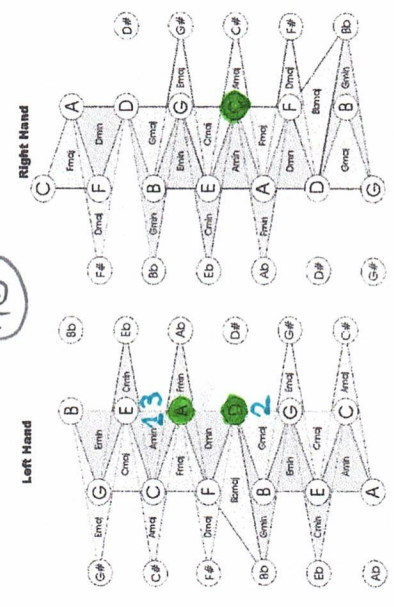 Left Hand
B Bb
Emin
G# Emaj G
Cmaj E Cmin Eb
Amin
1 3
C# Amaj C
Fmaj A Fmin Ab
Dmin
F# Dmaj F
Bbmaj D D#
2
Gmaj
Bb Gmin B
Emin G Emaj G#
Cmaj
Eb Cmin E
Amin C Amaj C#
Ab A
Right Hand
C
Fmaj A
F# Dmaj F Dmin
D D#
Gmaj
Bb Gmin B
Emin G Emaj G#
Cmaj
Eb Cmin E
Amin C Amaj C#
Fmaj
Ab Fmin A
Dmin F Dmaj F#
Bbmaj
D# D
Gmaj B Gmin Bb
G# G